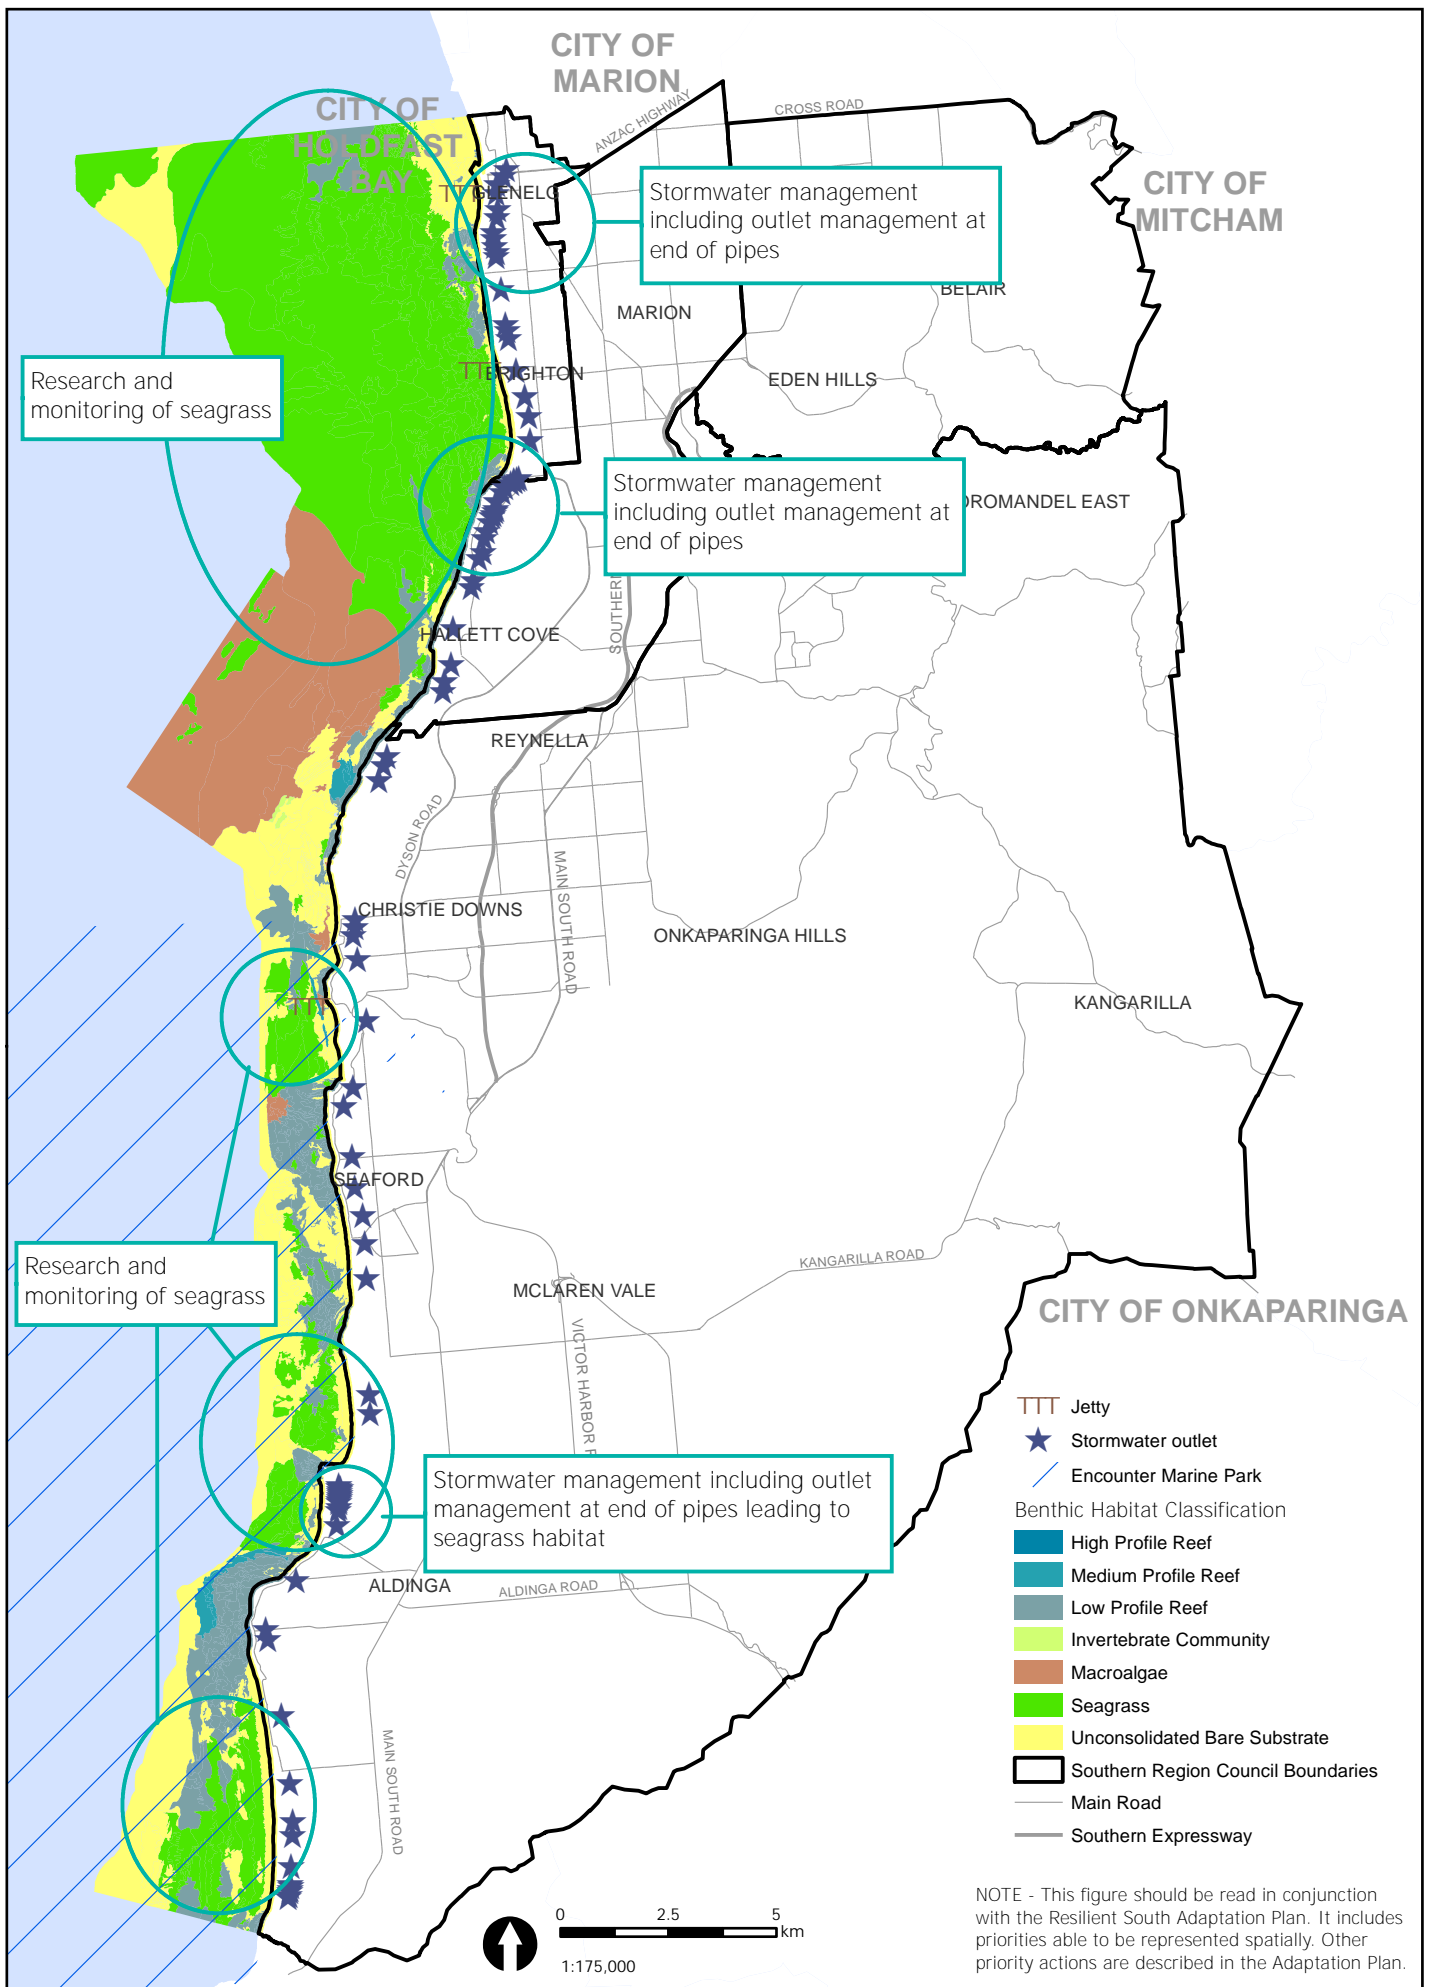 CITY OF
MARION
CITY OF
HOLDFAST
BAY
ANZAC HIGHWAY
CROSS ROAD
CITY OF
MITCHAM
GLENELG
Stormwater management
including outlet management at
end of pipes
BELAIR
MARION
Research and
monitoring of seagrass
BRIGHTON
EDEN HILLS
Stormwater management
including outlet management at
end of pipes
OROMANDEL EAST
SOUTHERN
HALLETT COVE
REYNELLA
DYSON ROAD
MAIN SOUTH ROAD
CHRISTIE DOWNS
ONKAPARINGA HILLS
KANGARILLA
SEAFORD
Research and
monitoring of seagrass
KANGARILLA ROAD
MCLAREN VALE
CITY OF ONKAPARINGA
VICTOR HARBOR R
Stormwater management including outlet
management at end of pipes leading to
seagrass habitat
ALDINGA
ALDINGA ROAD
MAIN SOUTH ROAD
Jetty
Stormwater outlet
Encounter Marine Park
Benthic Habitat Classification
High Profile Reef
Medium Profile Reef
Low Profile Reef
Invertebrate Community
Macroalgae
Seagrass
Unconsolidated Bare Substrate
Southern Region Council Boundaries
Main Road
Southern Expressway
0 2.5 5
km
1:175,000
NOTE - This figure should be read in conjunction
with the Resilient South Adaptation Plan. It includes
priorities able to be represented spatially. Other
priority actions are described in the Adaptation Plan.